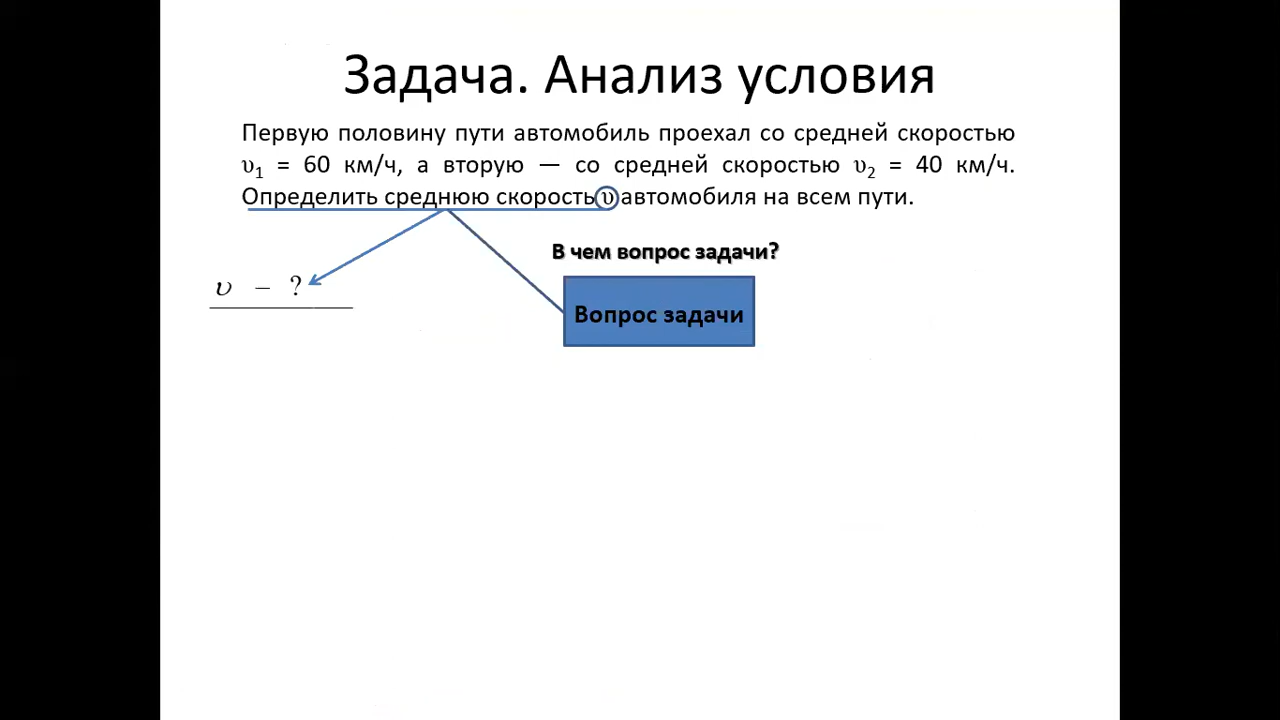 Задача. Анализ условия
Первую половину пути автомобиль проехал со средней скоростью
υ₁ = 60 км/ч, а вторую — со средней скоростью υ₂ = 40 км/ч.
Определить среднюю скорость υ автомобиля на всем пути.
В чем вопрос задачи?
υ – ?
Вопрос задачи